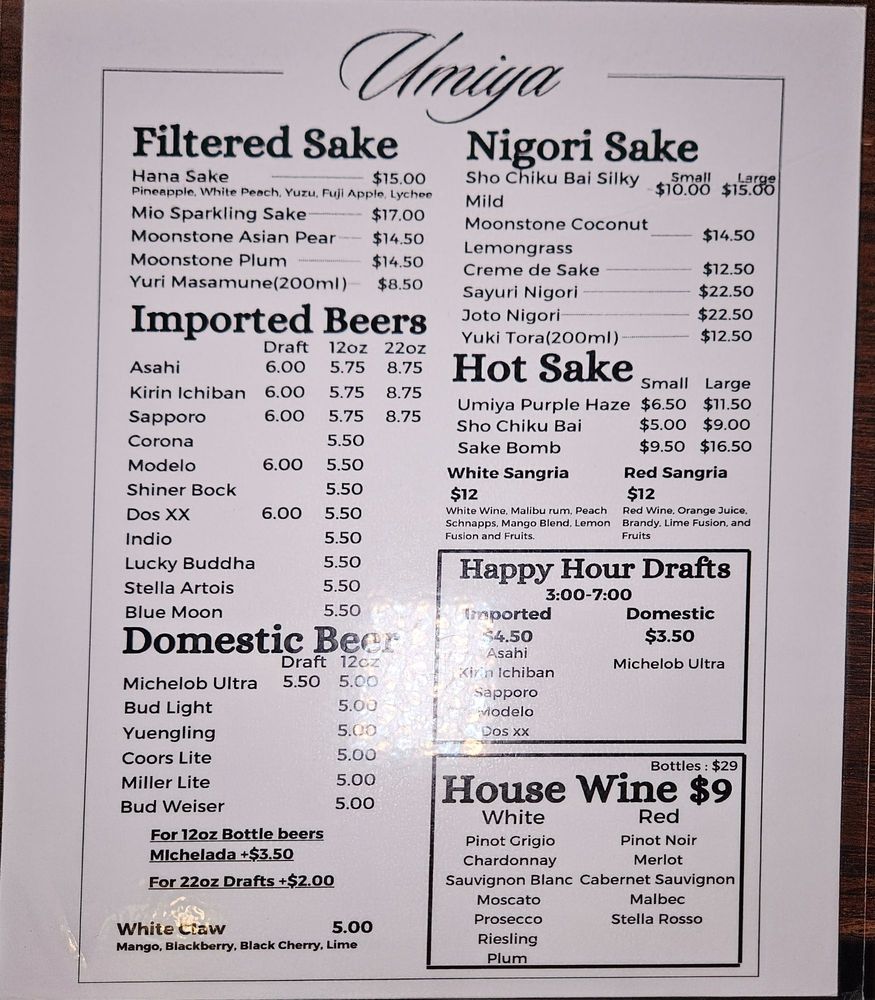 Umiya
Filtered Sake
Hana Sake $15.00
Pineapple, White Peach, Yuzu, Fuji Apple, Lychee
Mio Sparkling Sake $17.00
Moonstone Asian Pear $14.50
Moonstone Plum $14.50
Yuri Masamune(200ml) $8.50
Imported Beers
Draft 12oz 22oz
Asahi 6.00 5.75 8.75
Kirin Ichiban 6.00 5.75 8.75
Sapporo 6.00 5.75 8.75
Corona 5.50
Modelo 6.00 5.50
Shiner Bock 5.50
Dos XX 6.00 5.50
Indio 5.50
Lucky Buddha 5.50
Stella Artois 5.50
Blue Moon 5.50
Domestic Beer
Draft 12oz
Michelob Ultra 5.50 5.00
Bud Light 5.00
Yuengling 5.00
Coors Lite 5.00
Miller Lite 5.00
Bud Weiser 5.00
For 12oz Bottle beers
MIchelada +$3.50
For 22oz Drafts +$2.00
White Claw 5.00
Mango, Blackberry, Black Cherry, Lime
Nigori Sake
Small Large
Sho Chiku Bai Silky $10.00 $15.00
Mild
Moonstone Coconut $14.50
Lemongrass
Creme de Sake $12.50
Sayuri Nigori $22.50
Joto Nigori $22.50
Yuki Tora(200ml) $12.50
Hot Sake
Small Large
Umiya Purple Haze $6.50 $11.50
Sho Chiku Bai $5.00 $9.00
Sake Bomb $9.50 $16.50
White Sangria
$12
White Wine, Malibu rum, Peach
Schnapps, Mango Blend, Lemon
Fusion and Fruits.
Red Sangria
$12
Red Wine, Orange Juice,
Brandy, Lime Fusion, and
Fruits
Happy Hour Drafts
3:00-7:00
Imported
$4.50
Asahi
Kirin Ichiban
Sapporo
Modelo
Dos xx
Domestic
$3.50
Michelob Ultra
Bottles : $29
House Wine $9
White
Pinot Grigio
Chardonnay
Sauvignon Blanc
Moscato
Prosecco
Riesling
Plum
Red
Pinot Noir
Merlot
Cabernet Sauvignon
Malbec
Stella Rosso